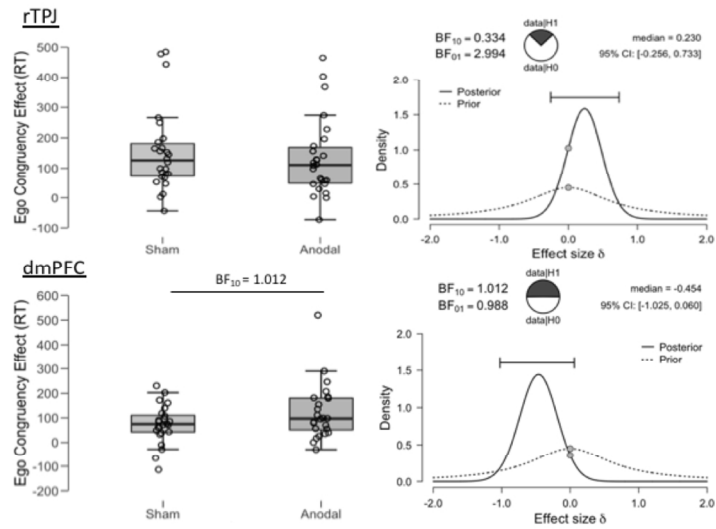 rTPJ
Ego Congruency Effect (RT)
500
400
300
200
100
0
-100
Sham
Anodal
data|H1
BF10 = 0.334
BF01 = 2.994
data|H0
median = 0.230
95% CI: [-0.256, 0.733]
Density
2.0
1.5
1.0
0.5
0.0
Posterior
Prior
-2.0 -1.0 0.0 1.0 2.0
Effect size δ
dmPFC
BF10 = 1.012
Ego Congruency Effect (RT)
600
500
400
300
200
100
0
-100
-200
Sham
Anodal
data|H1
BF10 = 1.012
BF01 = 0.988
data|H0
median = -0.454
95% CI: [-1.025, 0.060]
Density
2.0
1.5
1.0
0.5
0.0
Posterior
Prior
-2.0 -1.0 0.0 1.0 2.0
Effect size δ